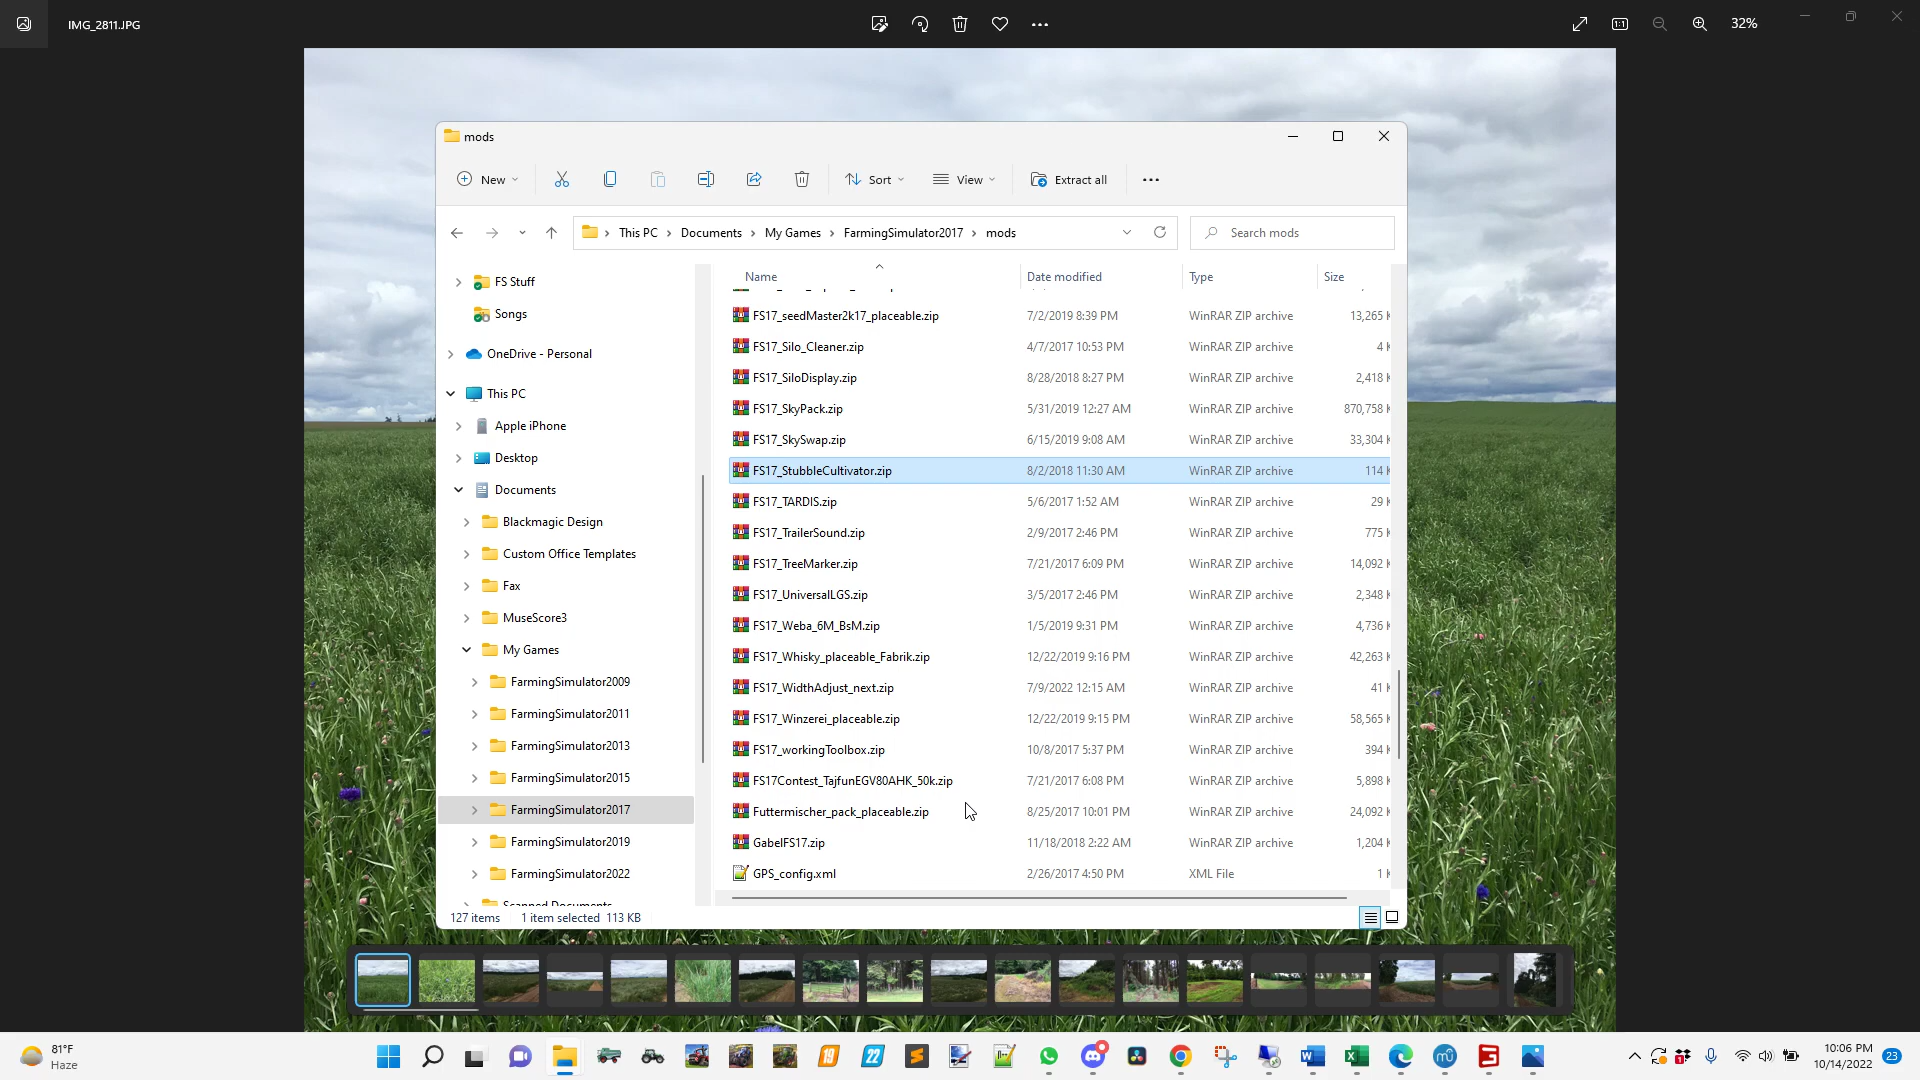 IMG_2811.JPG
32%
mods
New
Sort
View
Extract all
This PC
Documents
My Games
FarmingSimulator2017
mods
Search mods
Name
Date modified
Type
Size
FS Stuff
Songs
OneDrive - Personal
This PC
Apple iPhone
Desktop
Documents
Blackmagic Design
Custom Office Templates
Fax
MuseScore3
My Games
FarmingSimulator2009
FarmingSimulator2011
FarmingSimulator2013
FarmingSimulator2015
FarmingSimulator2017
FarmingSimulator2019
FarmingSimulator2022
Scanned Documents
FS17_seedMaster2k17_placeable.zip 7/2/2019 8:39 PM WinRAR ZIP archive 13,265 K
FS17_Silo_Cleaner.zip 4/7/2017 10:53 PM WinRAR ZIP archive 4 K
FS17_SiloDisplay.zip 8/28/2018 8:27 PM WinRAR ZIP archive 2,418 K
FS17_SkyPack.zip 5/31/2019 12:27 AM WinRAR ZIP archive 870,758 K
FS17_SkySwap.zip 6/15/2019 9:08 AM WinRAR ZIP archive 33,304 K
FS17_StubbleCultivator.zip 8/2/2018 11:30 AM WinRAR ZIP archive 114 K
FS17_TARDIS.zip 5/6/2017 1:52 AM WinRAR ZIP archive 29 K
FS17_TrailerSound.zip 2/9/2017 2:46 PM WinRAR ZIP archive 775 K
FS17_TreeMarker.zip 7/21/2017 6:09 PM WinRAR ZIP archive 14,092 K
FS17_UniversalLGS.zip 3/5/2017 2:46 PM WinRAR ZIP archive 2,348 K
FS17_Weba_6M_BsM.zip 1/5/2019 9:31 PM WinRAR ZIP archive 4,736 K
FS17_Whisky_placeable_Fabrik.zip 12/22/2019 9:16 PM WinRAR ZIP archive 42,263 K
FS17_WidthAdjust_next.zip 7/9/2022 12:15 AM WinRAR ZIP archive 41 K
FS17_Winzerei_placeable.zip 12/22/2019 9:15 PM WinRAR ZIP archive 58,565 K
FS17_workingToolbox.zip 10/8/2017 5:37 PM WinRAR ZIP archive 394 K
FS17Contest_TajfunEGV80AHK_50k.zip 7/21/2017 6:08 PM WinRAR ZIP archive 5,898 K
Futtermischer_pack_placeable.zip 8/25/2017 10:01 PM WinRAR ZIP archive 24,092 K
GabelFS17.zip 11/18/2018 2:22 AM WinRAR ZIP archive 1,204 K
GPS_config.xml 2/26/2017 4:50 PM XML File 1 K
127 items 1 item selected 113 KB
81°F
Haze
19
22
10:06 PM
10/14/2022
23